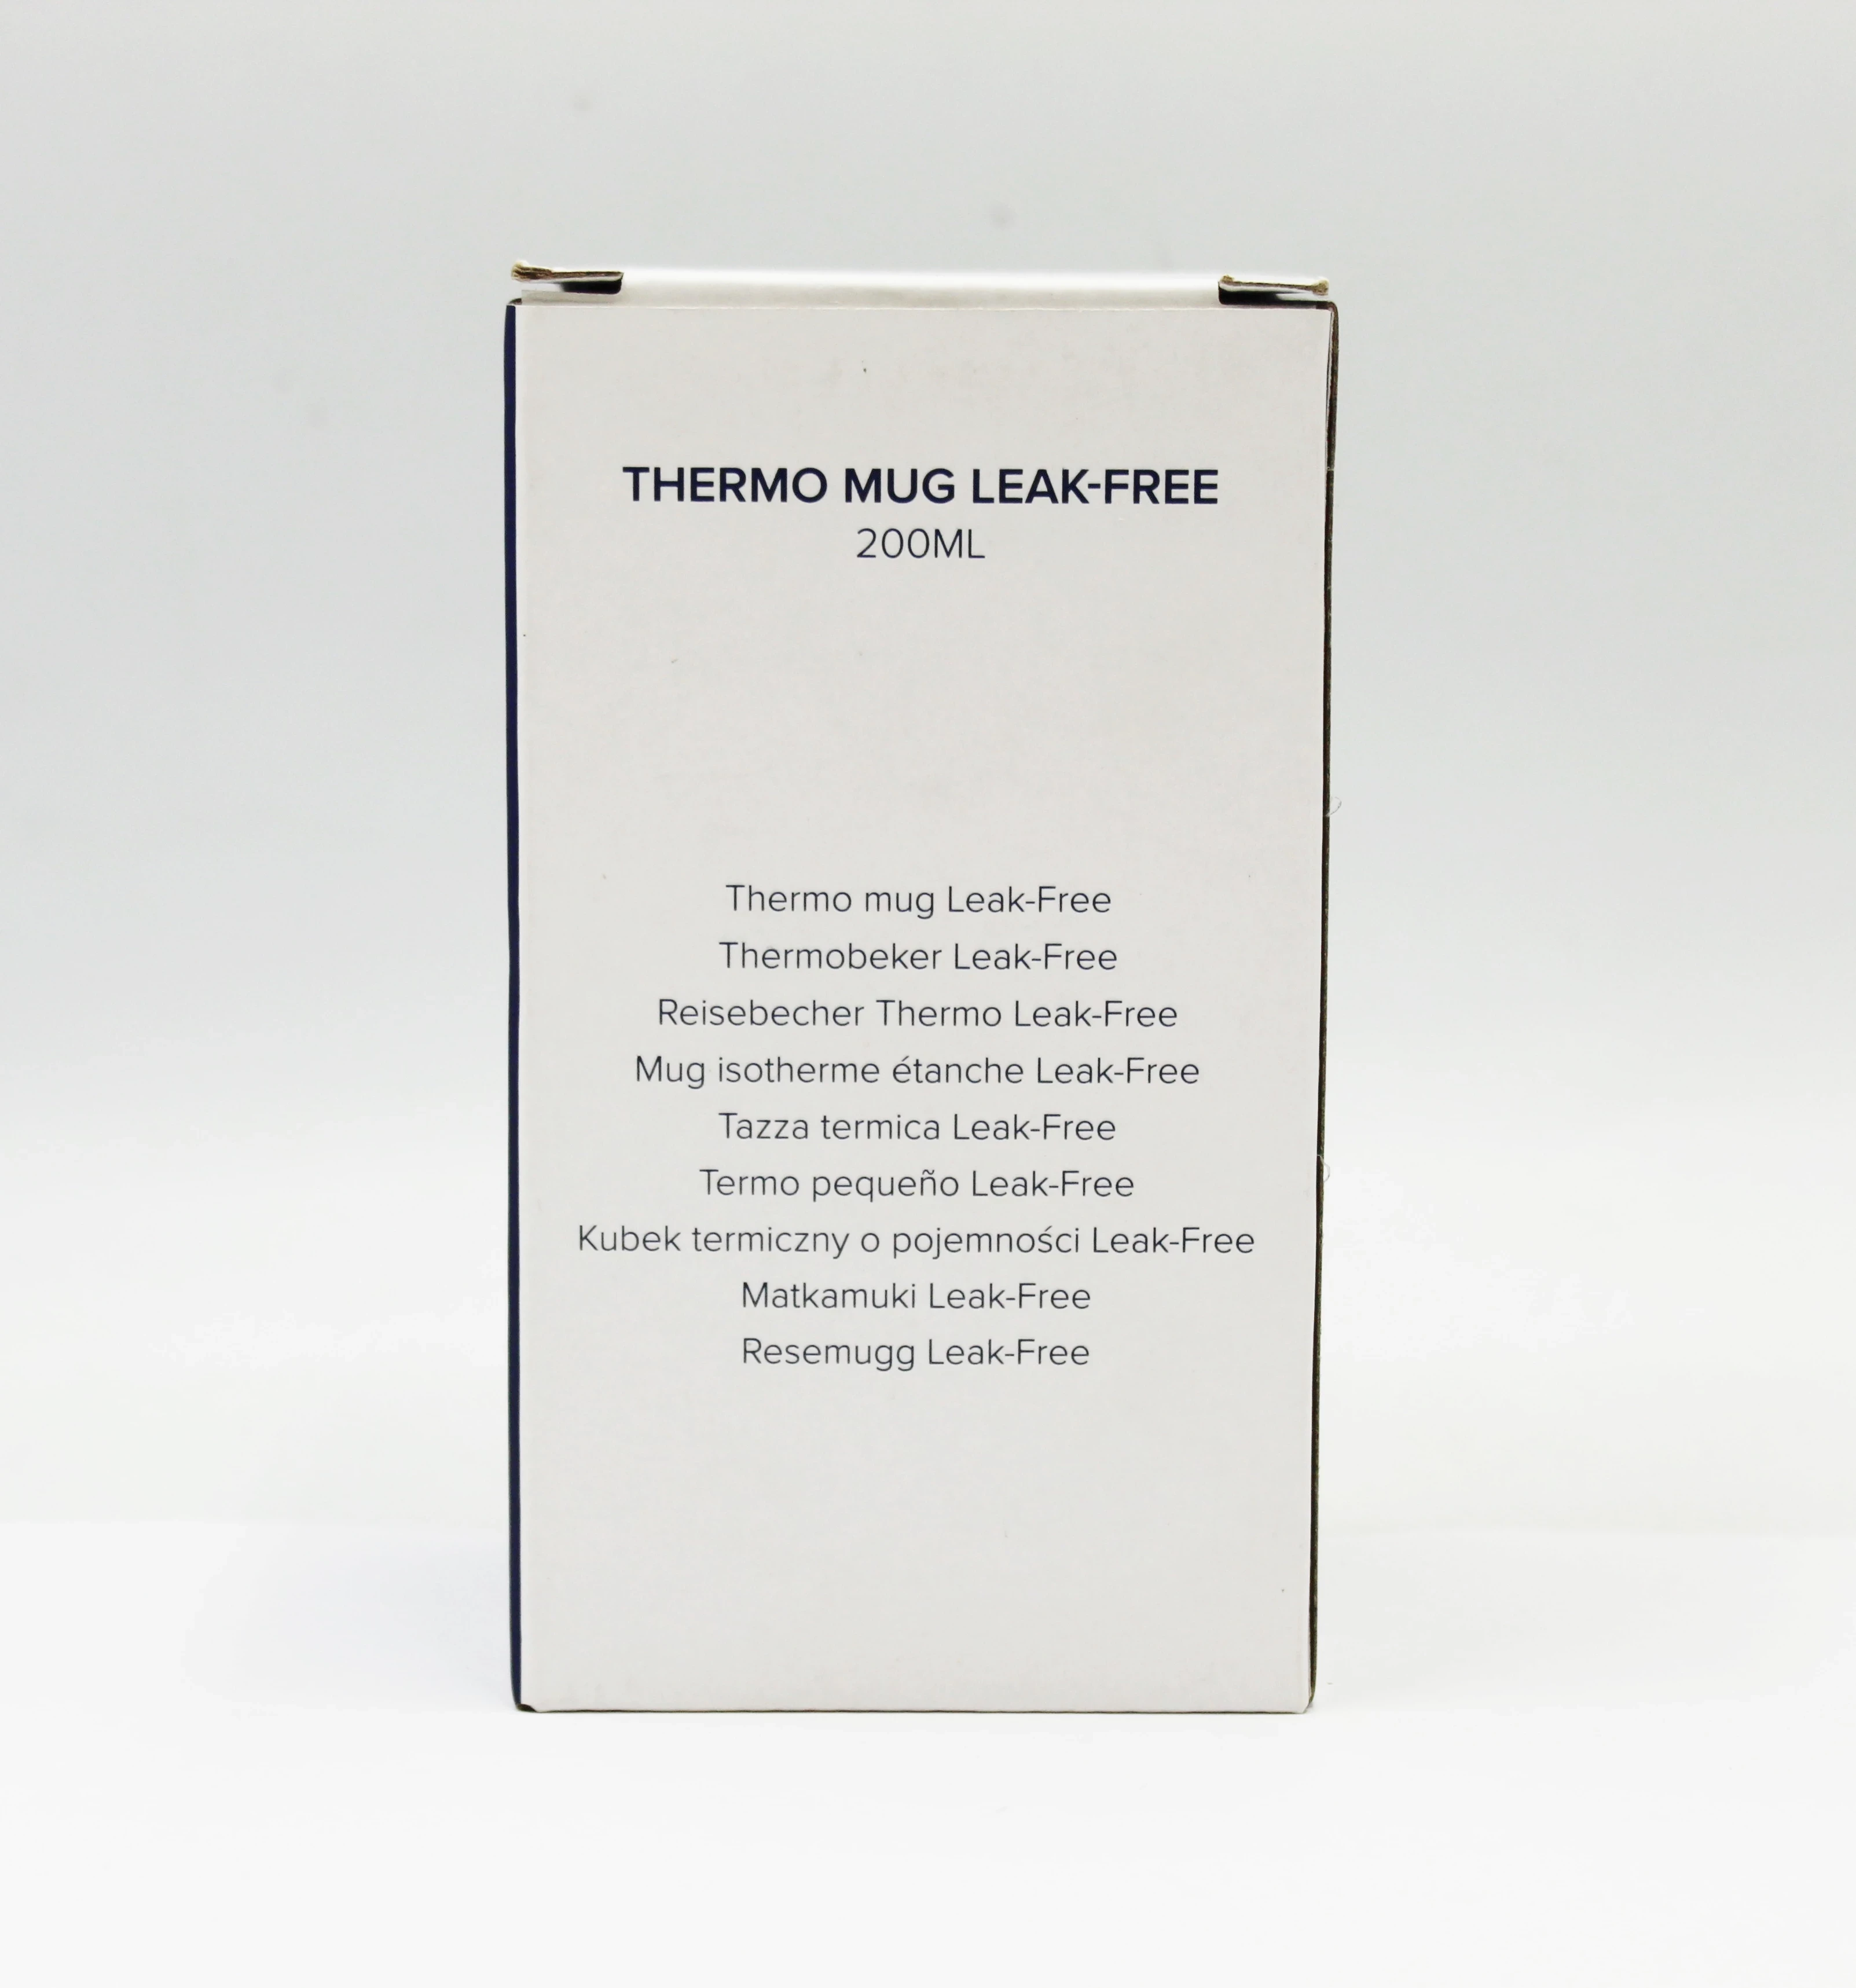 THERMO MUG LEAK-FREE
200ML
Thermo mug Leak-Free
Thermobeker Leak-Free
Reisebecher Thermo Leak-Free
Mug isotherme étanche Leak-Free
Tazza termica Leak-Free
Termo pequeño Leak-Free
Kubek termiczny o pojemności Leak-Free
Matkamuki Leak-Free
Resemugg Leak-Free